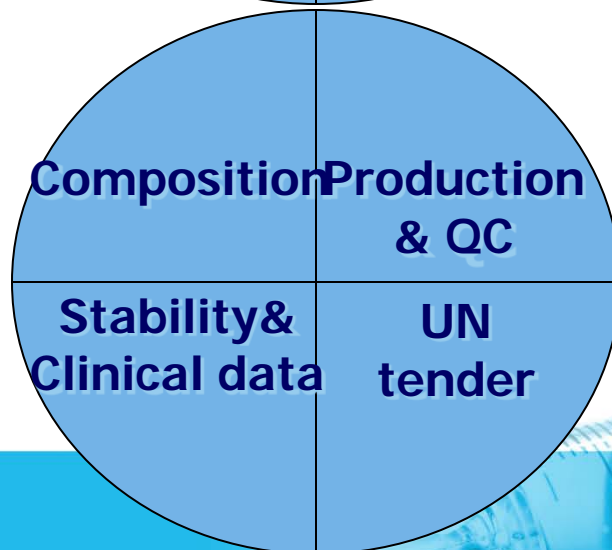 Composition
Production
& QC
Stability&
Clinical data
UN
tender